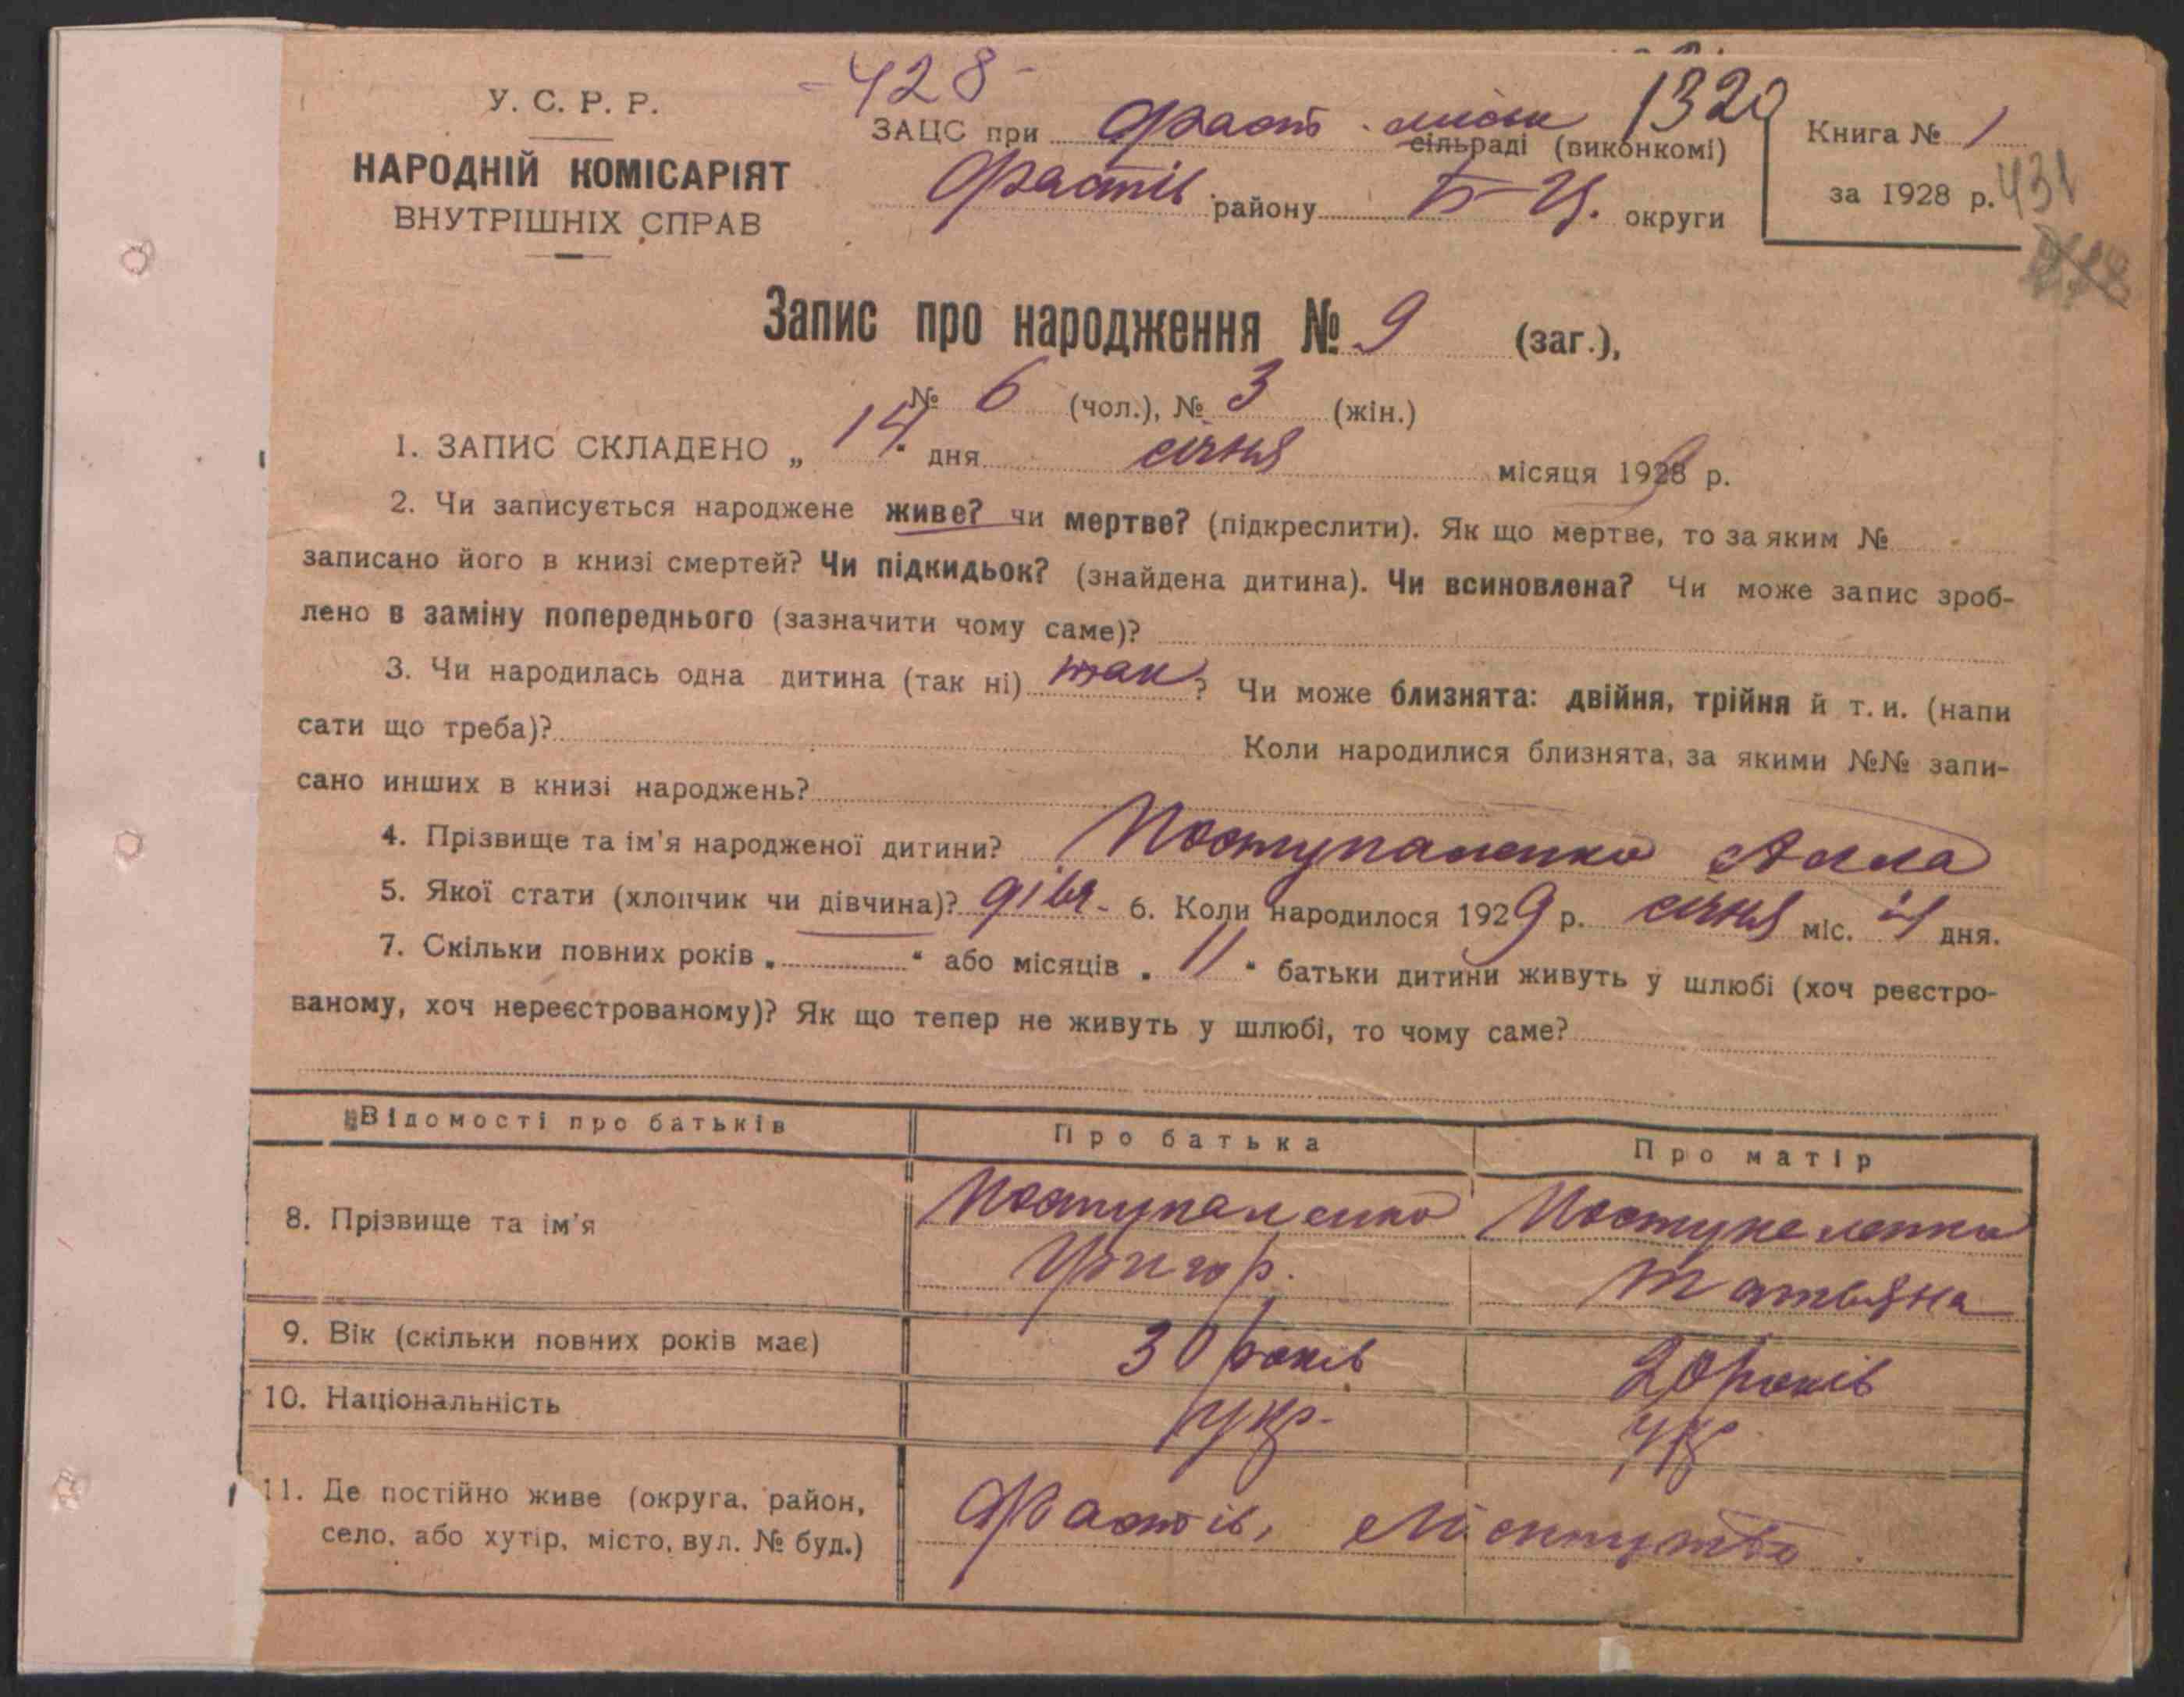 -428-
У. С. Р. Р.
НАРОДНІЙ КОМІСАРІЯТ
ВНУТРІШНІХ СПРАВ
1320
ЗАЦС при Фаст. міськ сільраді (виконкомі)
Фастів району Б-Ц. округи
Книга № 1
за 1928 р.
431
Запис про народження № 9 (заг.),
№ 6 (чол.), № 3 (жін.)
1. ЗАПИС СКЛАДЕНО „ 14 " дня січня місяця 1929 р.
2. Чи записується народжене живе? чи мертве? (підкреслити). Як що мертве, то за яким №
записано його в книзі смертей? Чи підкидьок? (знайдена дитина). Чи всиновлена? Чи може запис зроб-
лено в заміну попереднього (зазначити чому саме)?
3. Чи народилась одна дитина (так ні) так ? Чи може близнята: двійня, трійня й т. и. (напи
сати що треба)? Коли народилися близнята, за якими №№ запи-
сано инших в книзі народжень?
4. Прізвище та ім'я народженої дитини? Поступаленко Алла
5. Якої стати (хлопчик чи дівчина)? дівч- 6. Коли народилося 1929 р. січня міс. 4 дня.
7. Скільки повних років „ " або місяців „ 11 " батьки дитини живуть у шлюбі (хоч реєстро-
ваному, хоч нереєстрованому)? Як що тепер не живуть у шлюбі, то чому саме?
Відомості про батьків Про батька Про матір
8. Прізвище та ім'я Поступаленко Григор. Поступаленко Татьяна
9. Вік (скільки повних років має) 30 років 20 років
10. Національність укр. укр
11. Де постійно живе (округа, район,
село, або хутір, місто, вул. № буд.) Фастів,